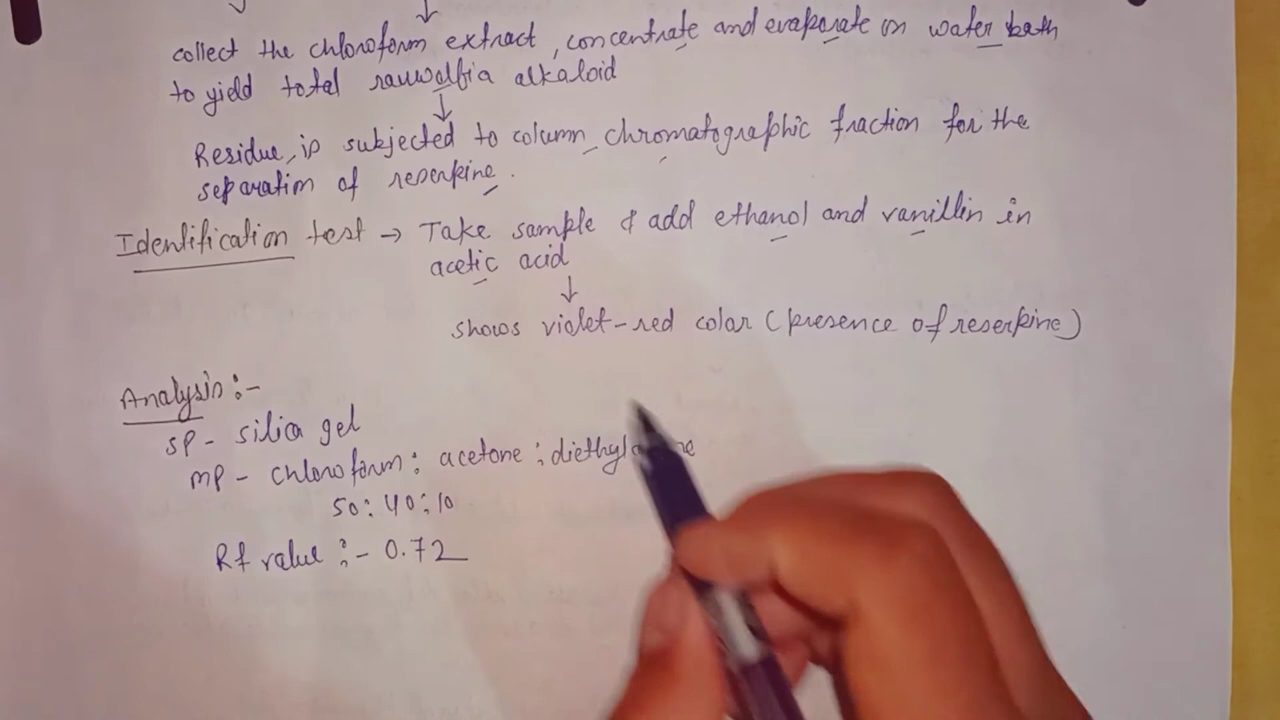 ↓
collect the chloroform extract, concentrate and evaporate on water bath
to yield total rauwolfia alkaloid
↓
Residue, is subjected to column chromatographic fraction for the
separation of reserpine.
Identification test → Take sample & add ethanol and vanillin in
acetic acid
↓
shows violet-red color (presence of reserpine)
Analysis:-
SP - silica gel
MP - chloroform: acetone: diethyl
50:40:10
Rf value :- 0.72